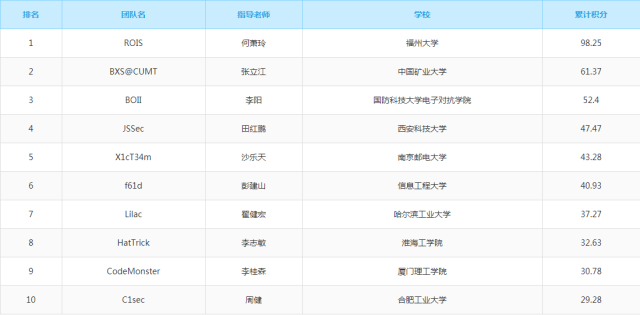 排名 团队名 指导老师 学校 累计积分
1 ROIS 何萧玲 福州大学 98.25
2 BXS@CUMT 张立江 中国矿业大学 61.37
3 BOII 李阳 国防科技大学电子对抗学院 52.4
4 JSSec 田红鹏 西安科技大学 47.47
5 X1cT34m 沙乐天 南京邮电大学 43.28
6 f61d 彭建山 信息工程大学 40.93
7 Lilac 翟健宏 哈尔滨工业大学 37.27
8 HatTrick 李志敏 淮海工学院 32.63
9 CodeMonster 李桂森 厦门理工学院 30.78
10 C1sec 周健 合肥工业大学 29.28